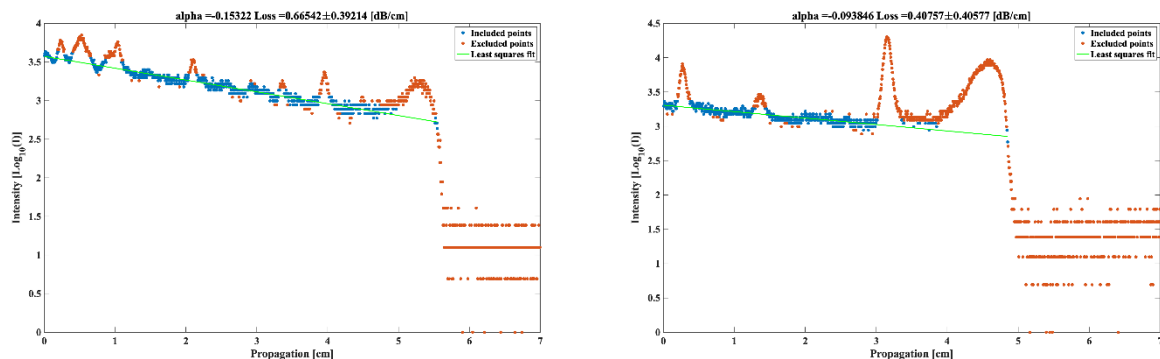 alpha =-0.15322 Loss =0.66542±0.39214 [dB/cm]
Included points
Excluded points
Least squares fit
4
3.5
3
2.5
2
1.5
1
0.5
0
Intensity [Log10(I)]
0 1 2 3 4 5 6 7
Propagation [cm]
alpha =-0.093846 Loss =0.40757±0.40577 [dB/cm]
Included points
Excluded points
Least squares fit
4.5
4
3.5
3
2.5
2
1.5
1
0.5
0
Intensity [Log10(I)]
0 1 2 3 4 5 6 7
Propagation [cm]